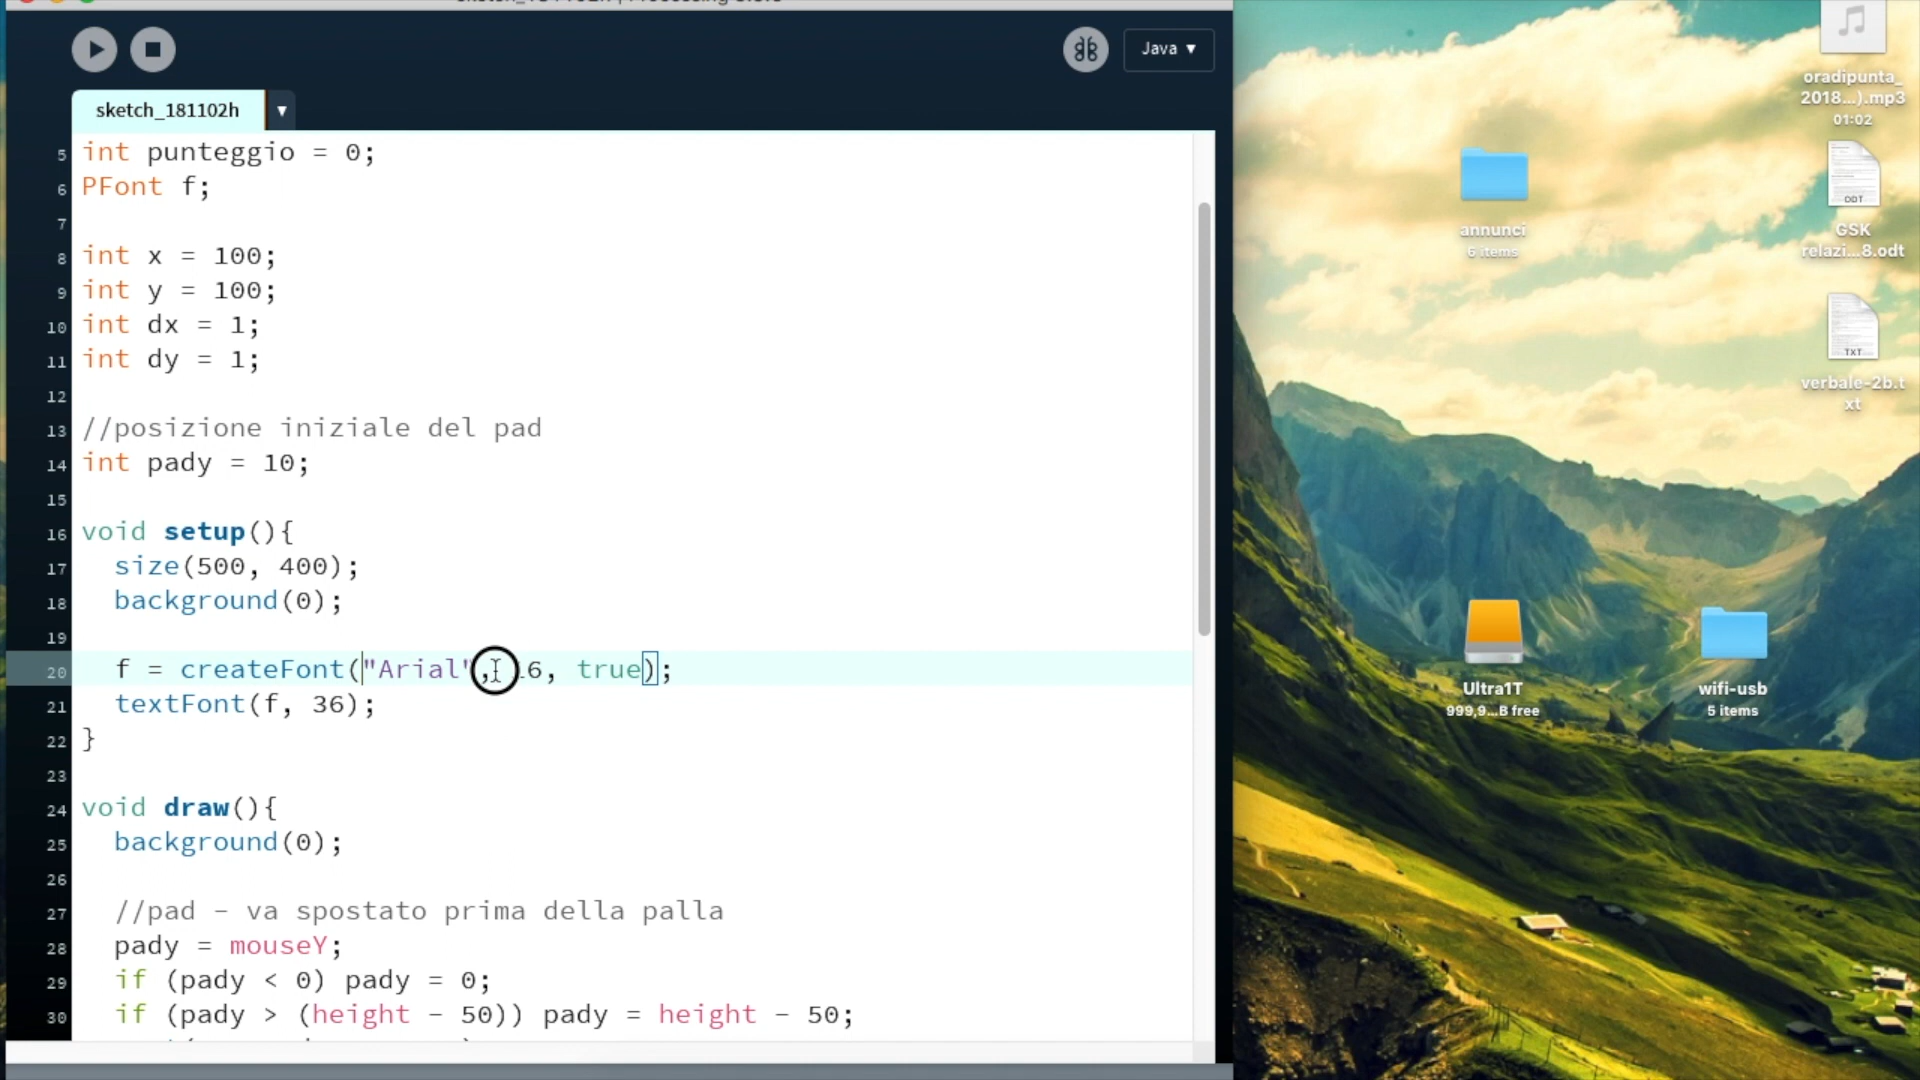 Java ▼
sketch_181102h ▼
5 int punteggio = 0;
6 PFont f;
7
8 int x = 100;
9 int y = 100;
10 int dx = 1;
11 int dy = 1;
12
13 //posizione iniziale del pad
14 int pady = 10;
15
16 void setup(){
17 size(500, 400);
18 background(0);
19
20 f = createFont("Arial", 16, true);
21 textFont(f, 36);
22 }
23
24 void draw(){
25 background(0);
26
27 //pad - va spostato prima della palla
28 pady = mouseY;
29 if (pady < 0) pady = 0;
30 if (pady > (height - 50)) pady = height - 50;
oradipunta_
2018...).mp3
01:02
annunci
6 items
ODT
GSK
relazi...8.odt
TXT
verbale-2b.t
xt
Ultra1T
999,9...B free
wifi-usb
5 items